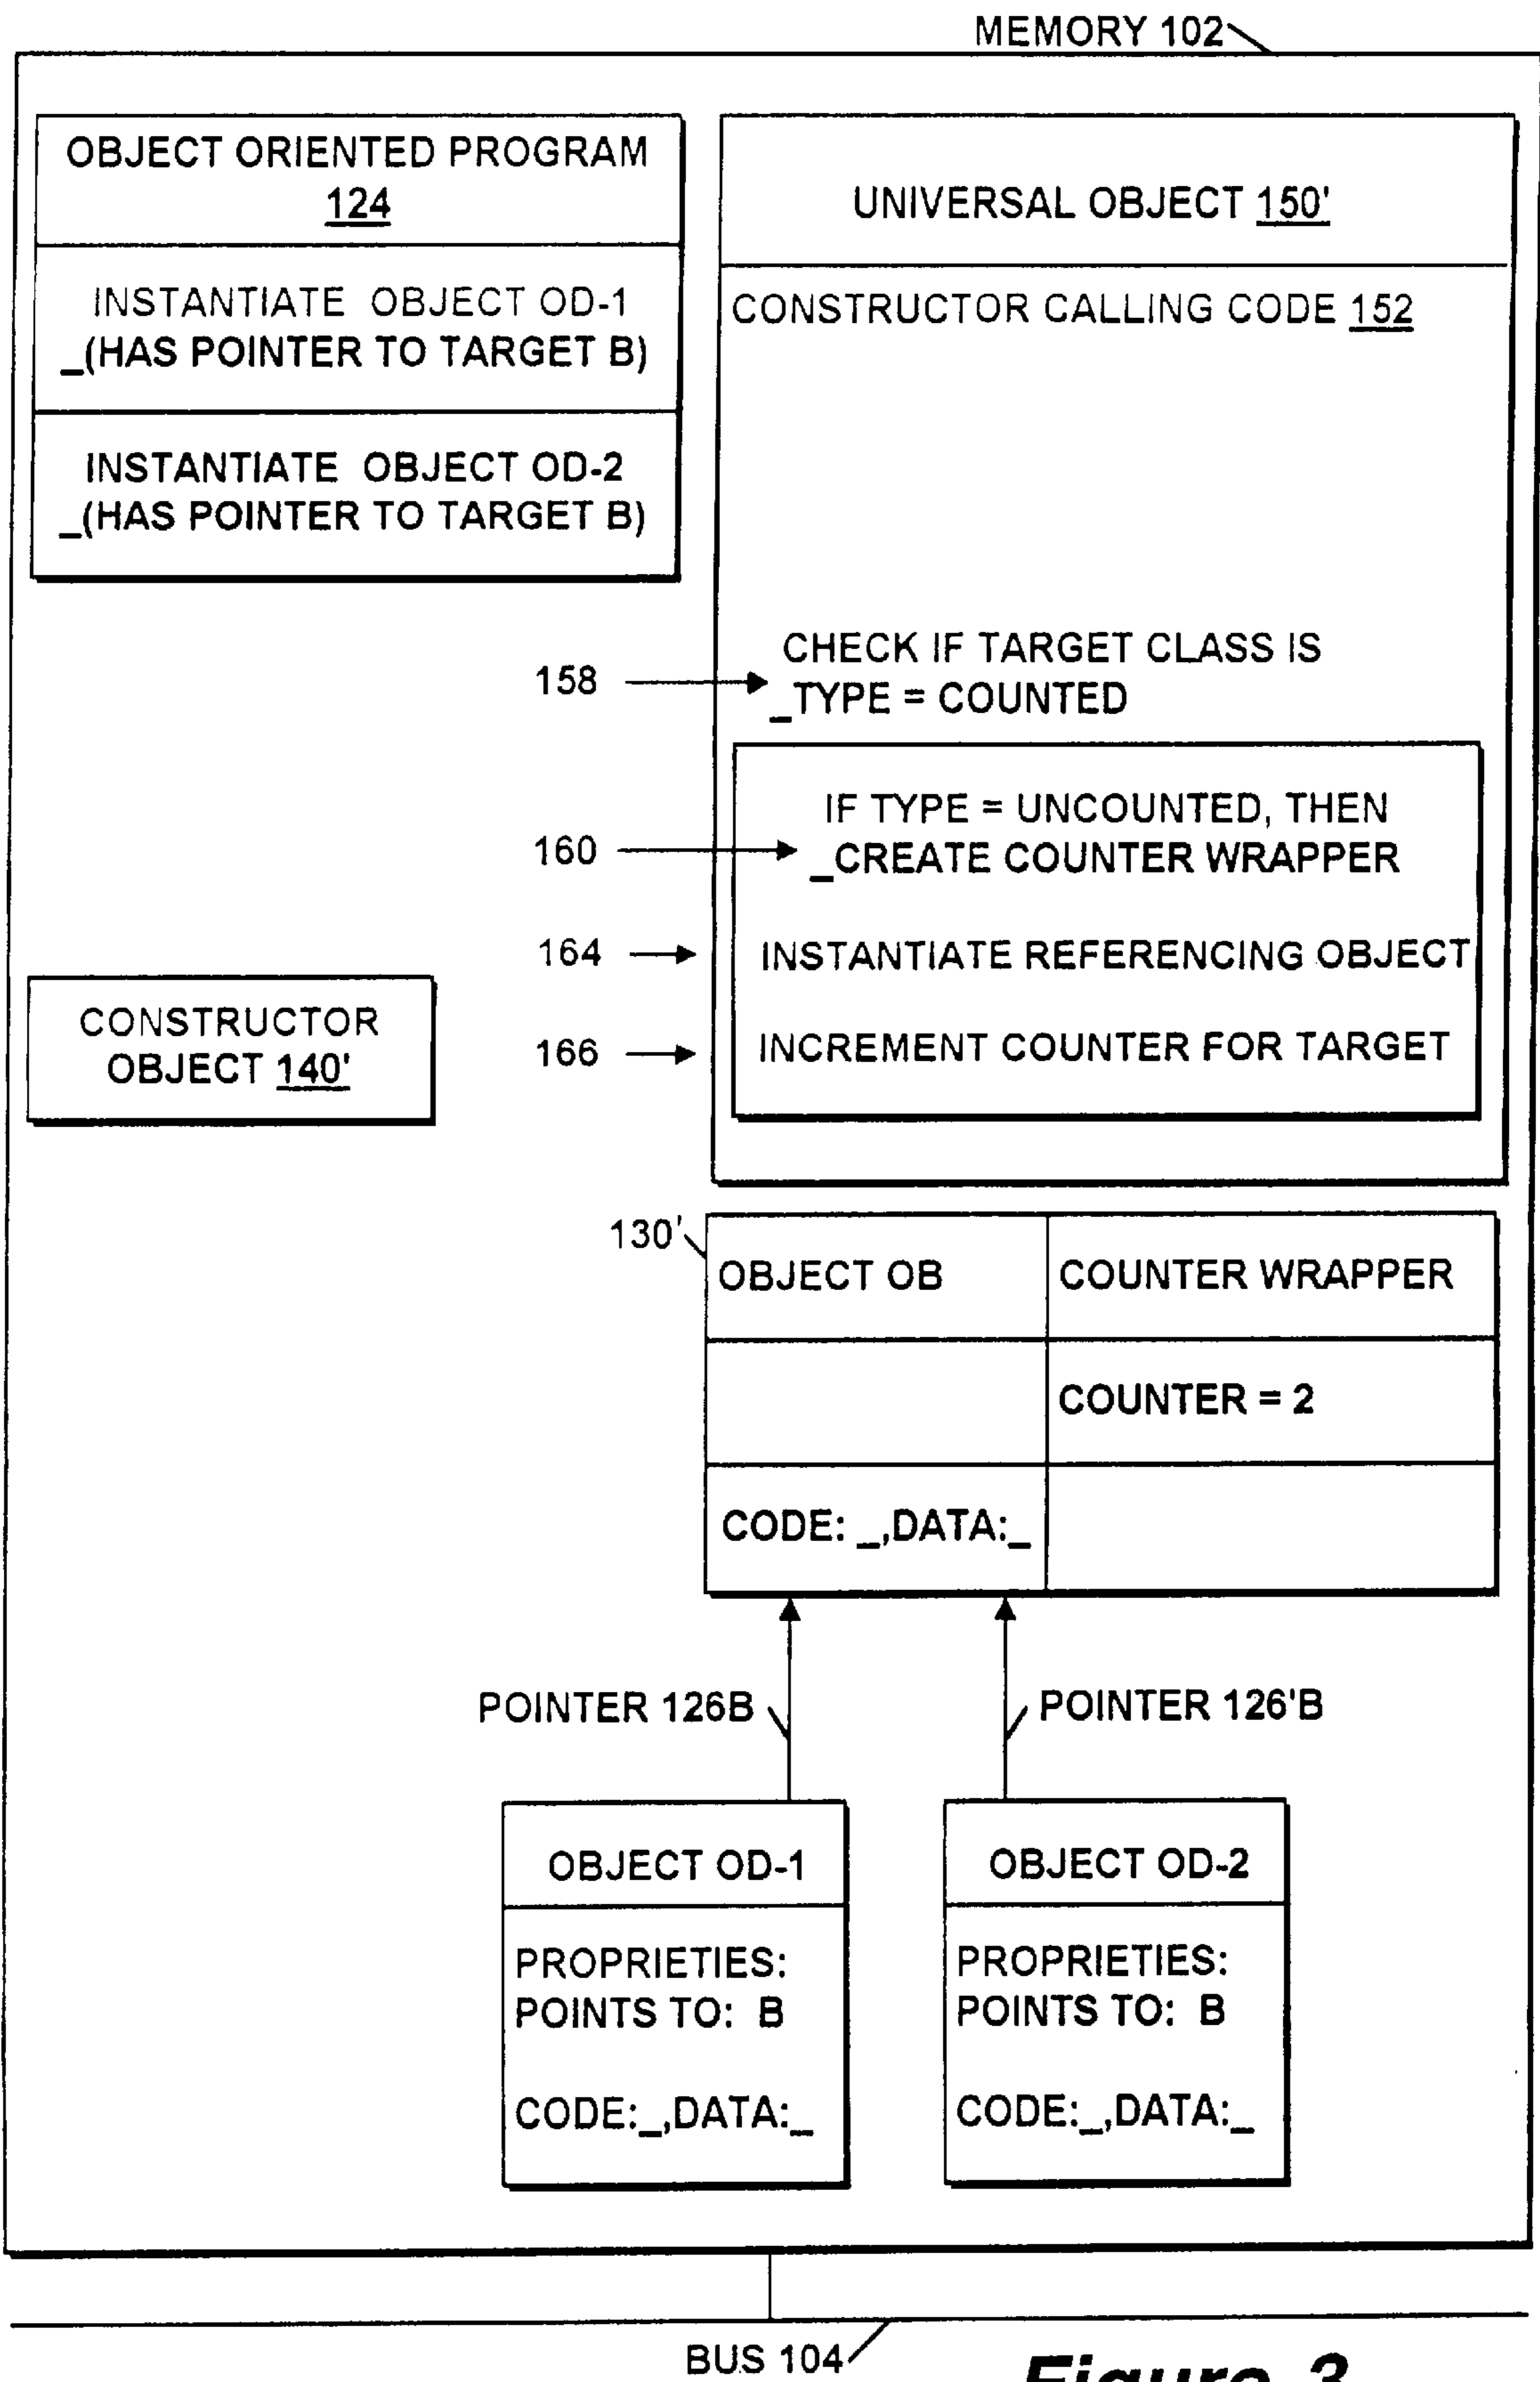 MEMORY 102
OBJECT ORIENTED PROGRAM
124
INSTANTIATE OBJECT OD-1
_(HAS POINTER TO TARGET B)
INSTANTIATE OBJECT OD-2
_(HAS POINTER TO TARGET B)
UNIVERSAL OBJECT 150'
CONSTRUCTOR CALLING CODE 152
158
CHECK IF TARGET CLASS IS
_TYPE = COUNTED
160
IF TYPE = UNCOUNTED, THEN
_CREATE COUNTER WRAPPER
164
INSTANTIATE REFERENCING OBJECT
166
INCREMENT COUNTER FOR TARGET
CONSTRUCTOR
OBJECT 140'
130'
OBJECT OB
COUNTER WRAPPER
COUNTER = 2
CODE: _,DATA:_
POINTER 126B
POINTER 126'B
OBJECT OD-1
PROPRIETIES:
POINTS TO: B
CODE:_,DATA:_
OBJECT OD-2
PROPRIETIES:
POINTS TO: B
CODE:_,DATA:_
BUS 104
Figure 3